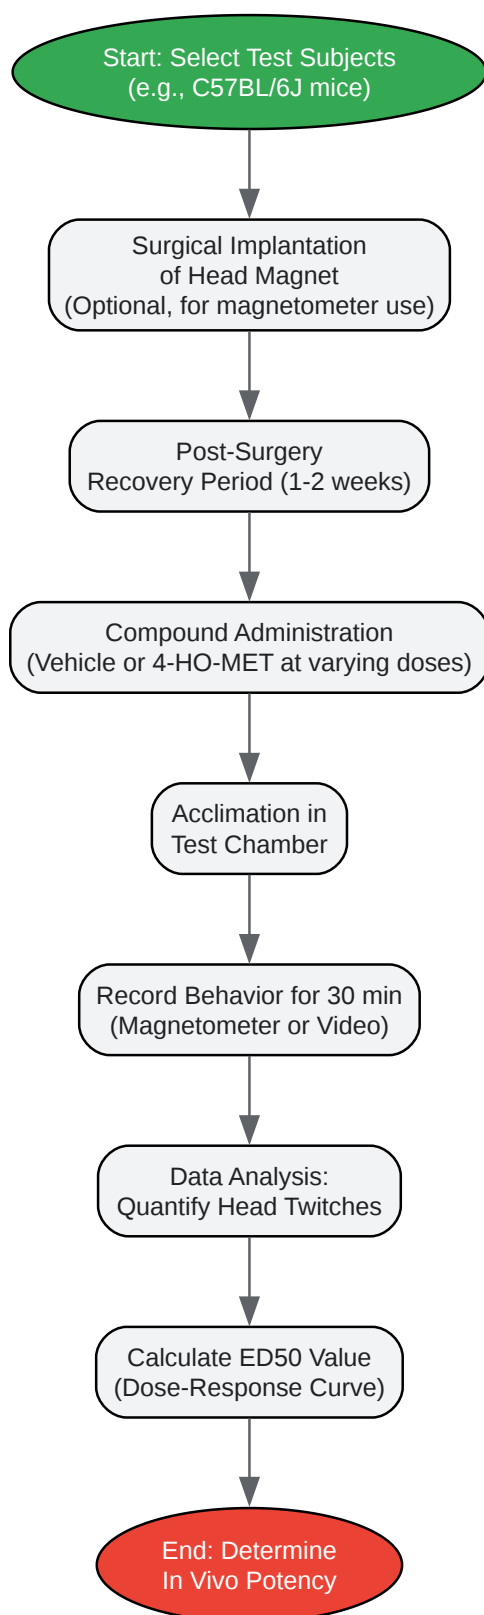 Start: Select Test Subjects
(e.g., C57BL/6J mice)
Surgical Implantation
of Head Magnet
(Optional, for magnetometer use)
Post-Surgery
Recovery Period (1-2 weeks)
Compound Administration
(Vehicle or 4-HO-MET at varying doses)
Acclimation in
Test Chamber
Record Behavior for 30 min
(Magnetometer or Video)
Data Analysis:
Quantify Head Twitches
Calculate ED50 Value
(Dose-Response Curve)
End: Determine
In Vivo Potency